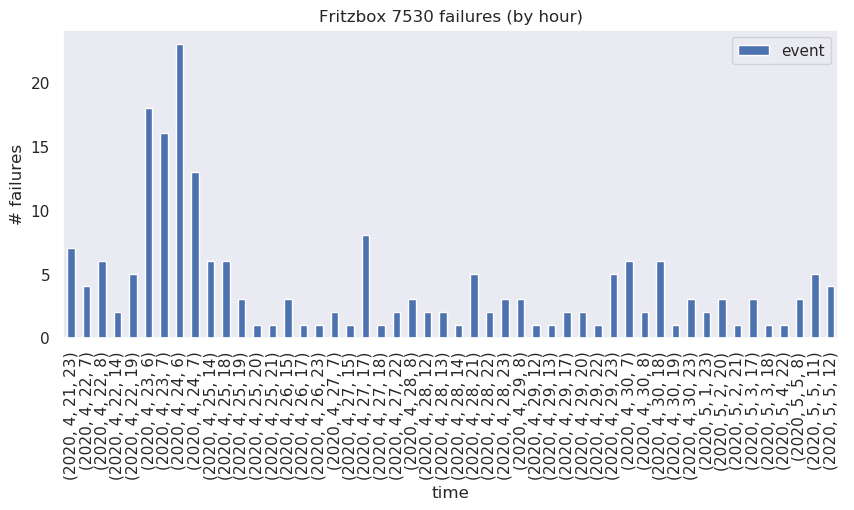 Fritzbox 7530 failures (by hour)
event
# failures
20
15
10
5
0
(2020, 4, 21, 23)
(2020, 4, 22, 7)
(2020, 4, 22, 8)
(2020, 4, 22, 14)
(2020, 4, 22, 19)
(2020, 4, 23, 6)
(2020, 4, 23, 7)
(2020, 4, 24, 6)
(2020, 4, 24, 7)
(2020, 4, 25, 14)
(2020, 4, 25, 18)
(2020, 4, 25, 19)
(2020, 4, 25, 20)
(2020, 4, 25, 21)
(2020, 4, 26, 15)
(2020, 4, 26, 17)
(2020, 4, 26, 23)
(2020, 4, 27, 7)
(2020, 4, 27, 15)
(2020, 4, 27, 17)
(2020, 4, 27, 18)
(2020, 4, 27, 22)
(2020, 4, 28, 8)
(2020, 4, 28, 12)
(2020, 4, 28, 13)
(2020, 4, 28, 14)
(2020, 4, 28, 21)
(2020, 4, 28, 22)
(2020, 4, 28, 23)
(2020, 4, 29, 8)
(2020, 4, 29, 12)
(2020, 4, 29, 13)
(2020, 4, 29, 17)
(2020, 4, 29, 20)
(2020, 4, 29, 22)
(2020, 4, 29, 23)
(2020, 4, 30, 7)
(2020, 4, 30, 8)
(2020, 4, 30, 18)
(2020, 4, 30, 19)
(2020, 4, 30, 23)
(2020, 5, 1, 23)
(2020, 5, 2, 20)
(2020, 5, 2, 21)
(2020, 5, 3, 17)
(2020, 5, 3, 18)
(2020, 5, 4, 22)
(2020, 5, 5, 8)
(2020, 5, 5, 11)
(2020, 5, 5, 12)
time